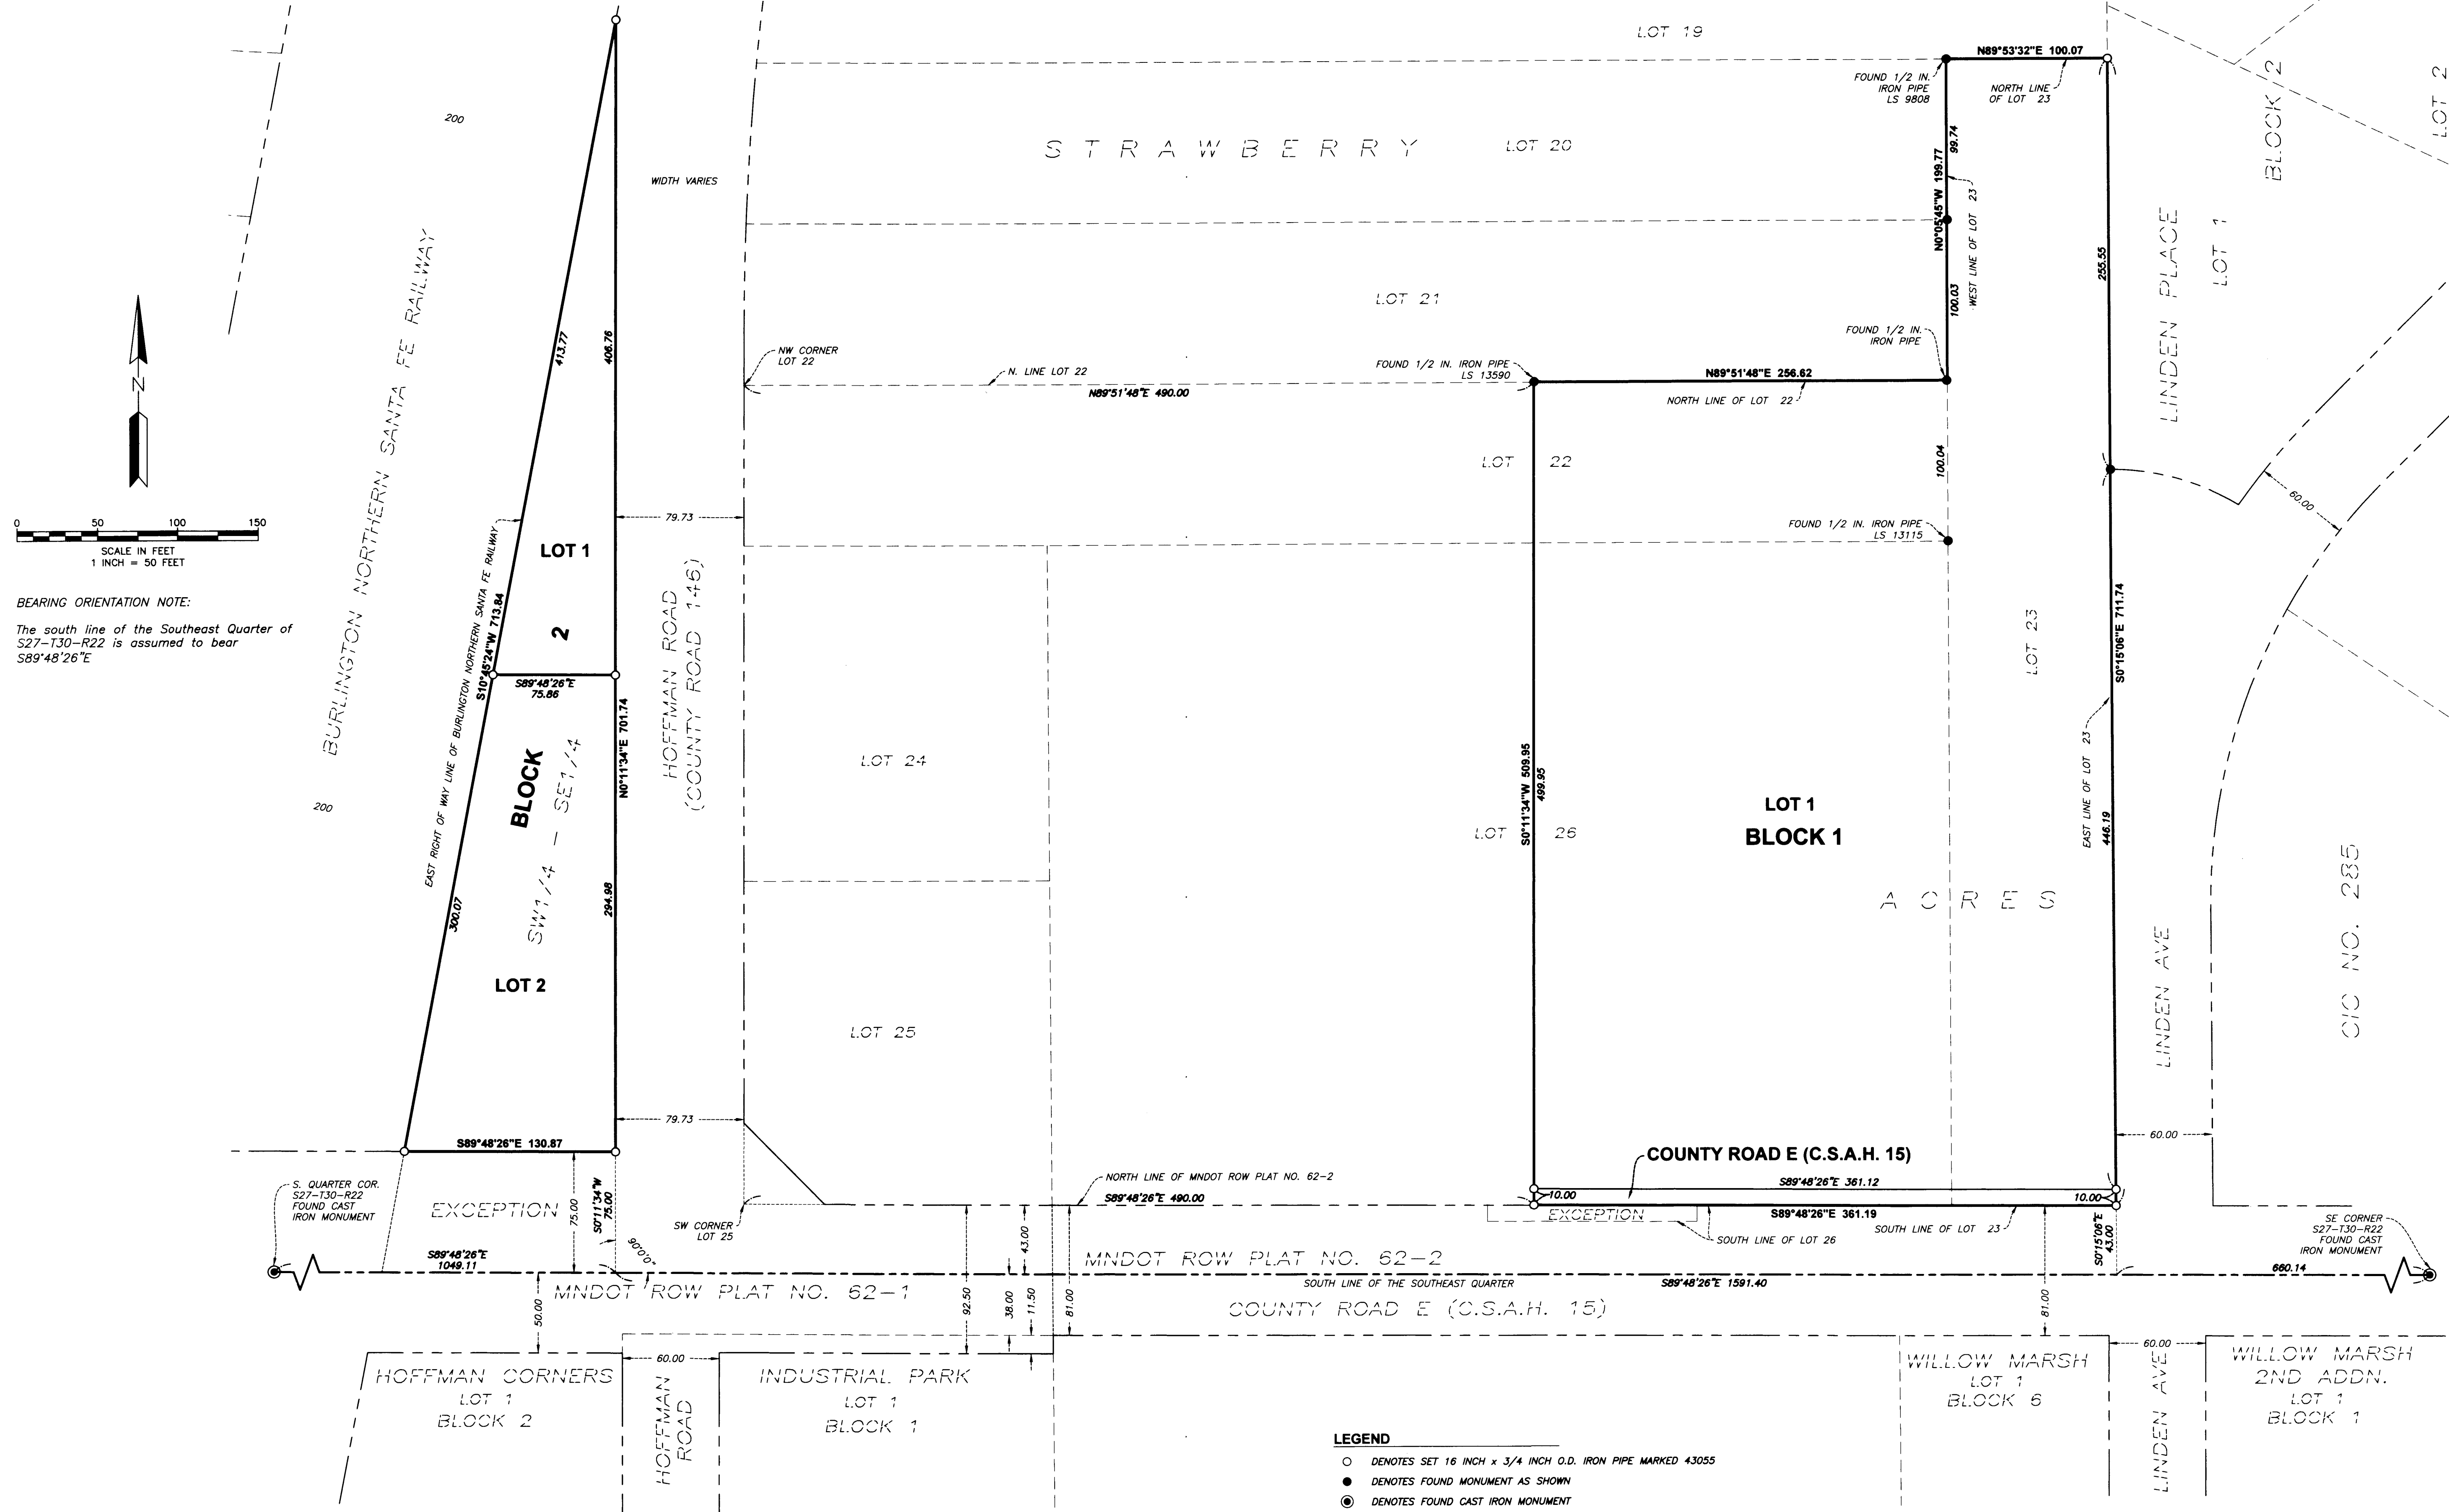 LOT 19
N89°53'32"E 100.07
FOUND 1/2 IN.
IRON PIPE
LS 9808
NORTH LINE
OF LOT 23
BLOCK 2
LOT 2
200
STRAWBERRY
LOT 20
WIDTH VARIES
99.74
N0°05'45"W 199.77
WEST LINE OF LOT 23
100.03
LINDEN PLACE
LOT 1
255.55
BURLINGTON NORTHERN SANTA FE RAILWAY
413.77
406.76
LOT 21
NW CORNER
LOT 22
N. LINE LOT 22
N89°51'48"E 490.00
FOUND 1/2 IN. IRON PIPE
LS 13590
FOUND 1/2 IN.
IRON PIPE
N89°51'48"E 256.62
NORTH LINE OF LOT 22
N
0 50 100 150
SCALE IN FEET
1 INCH = 50 FEET
BEARING ORIENTATION NOTE:
The south line of the Southeast Quarter of
S27-T30-R22 is assumed to bear
S89°48'26"E
LOT 22
100.04
60.00
79.73
FOUND 1/2 IN. IRON PIPE
LS 13115
LOT 1
2
EAST RIGHT OF WAY LINE OF BURLINGTON NORTHERN SANTA FE RAILWAY
S10°45'24"W 713.84
S89°48'26"E
75.86
HOFFMAN ROAD
(COUNTY ROAD 146)
N0°11'34"E 701.74
LOT 23
S0°15'06"E 711.74
EAST LINE OF LOT 23
446.19
BLOCK
SW1/4 - SE1/4
LOT 24
200
294.98
300.07
S0°11'34"W 509.95
499.95
LOT 26
LOT 1
BLOCK 1
ACRES
CIC NO. 285
LINDEN AVE
LOT 2
LOT 25
79.73
S89°48'26"E 130.87
60.00
COUNTY ROAD E (C.S.A.H. 15)
NORTH LINE OF MNDOT ROW PLAT NO. 62-2
S89°48'26"E 490.00
S89°48'26"E 361.12
10.00
10.00
S. QUARTER COR.
S27-T30-R22
FOUND CAST
IRON MONUMENT
EXCEPTION
75.00
S0°11'34"W
75.00
90°0'0"
SW CORNER
LOT 25
EXCEPTION
S89°48'26"E 361.19
SOUTH LINE OF LOT 23
SOUTH LINE OF LOT 26
S0°15'06"E
43.00
SE CORNER
S27-T30-R22
FOUND CAST
IRON MONUMENT
43.00
S89°48'26"E
1049.11
MNDOT ROW PLAT NO. 62-2
660.14
MNDOT ROW PLAT NO. 62-1
SOUTH LINE OF THE SOUTHEAST QUARTER
S89°48'26"E 1591.40
COUNTY ROAD E (C.S.A.H. 15)
50.00
92.50
38.00
11.50
81.00
81.00
60.00
60.00
HOFFMAN CORNERS
LOT 1
BLOCK 2
HOFFMAN
ROAD
INDUSTRIAL PARK
LOT 1
BLOCK 1
WILLOW MARSH
LOT 1
BLOCK 6
LINDEN AVE
WILLOW MARSH
2ND ADDN.
LOT 1
BLOCK 1
LEGEND
DENOTES SET 16 INCH x 3/4 INCH O.D. IRON PIPE MARKED 43055
DENOTES FOUND MONUMENT AS SHOWN
DENOTES FOUND CAST IRON MONUMENT